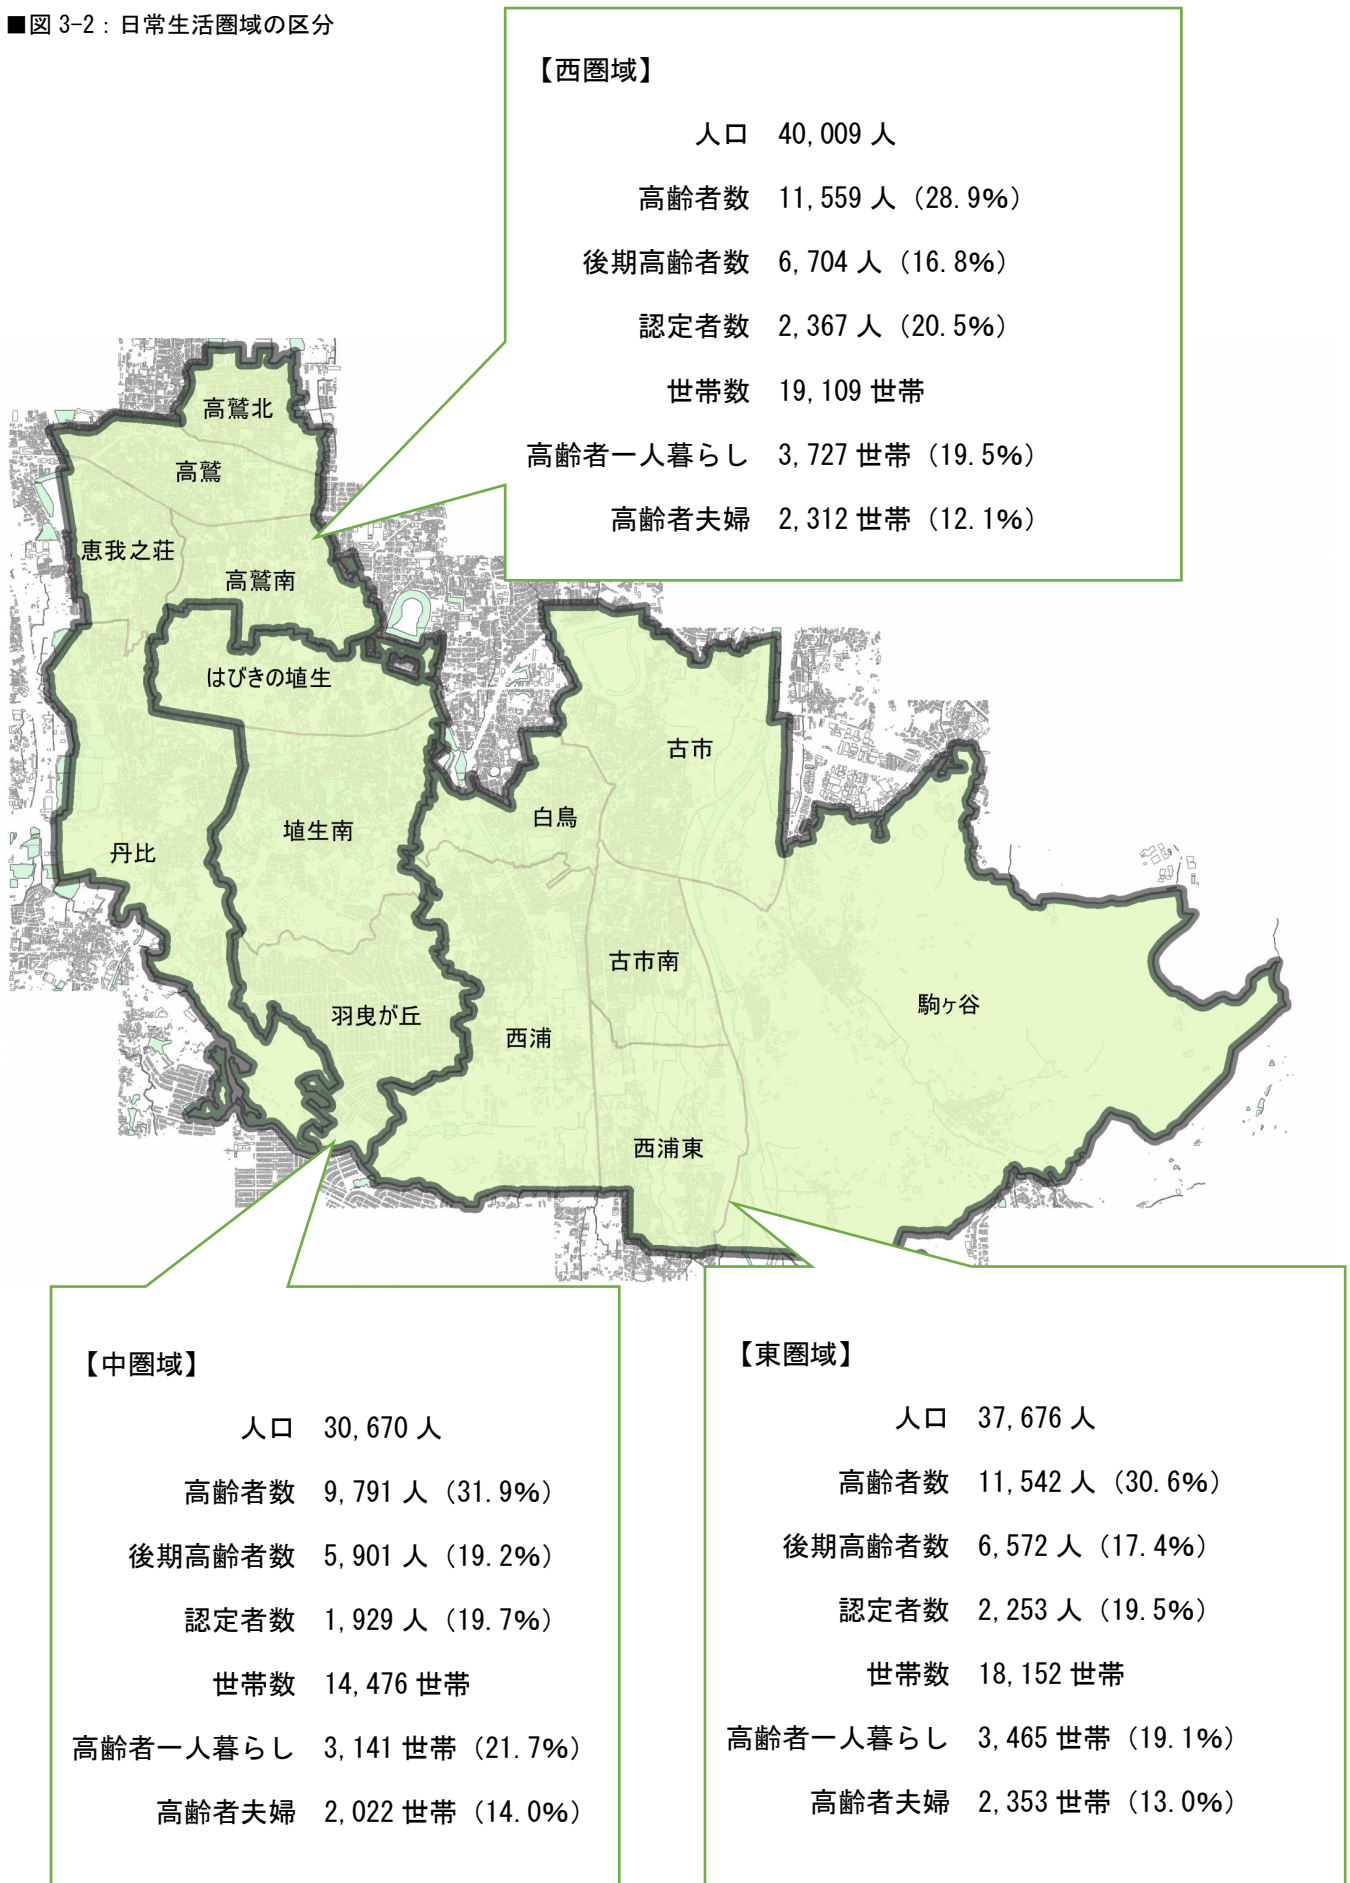 ■図 3-2：日常生活圏域の区分
【西圏域】
人口 40,009 人
高齢者数 11,559 人（28.9%）
後期高齢者数 6,704 人（16.8%）
認定者数 2,367 人（20.5%）
世帯数 19,109 世帯
高齢者一人暮らし 3,727 世帯（19.5%）
高齢者夫婦 2,312 世帯（12.1%）
高鷲北
高鷲
恵我之荘
高鷲南
はびきの埴生
古市
白鳥
埴生南
丹比
古市南
駒ヶ谷
羽曳が丘
西浦
西浦東
【中圏域】
人口 30,670 人
高齢者数 9,791 人（31.9%）
後期高齢者数 5,901 人（19.2%）
認定者数 1,929 人（19.7%）
世帯数 14,476 世帯
高齢者一人暮らし 3,141 世帯（21.7%）
高齢者夫婦 2,022 世帯（14.0%）
【東圏域】
人口 37,676 人
高齢者数 11,542 人（30.6%）
後期高齢者数 6,572 人（17.4%）
認定者数 2,253 人（19.5%）
世帯数 18,152 世帯
高齢者一人暮らし 3,465 世帯（19.1%）
高齢者夫婦 2,353 世帯（13.0%）